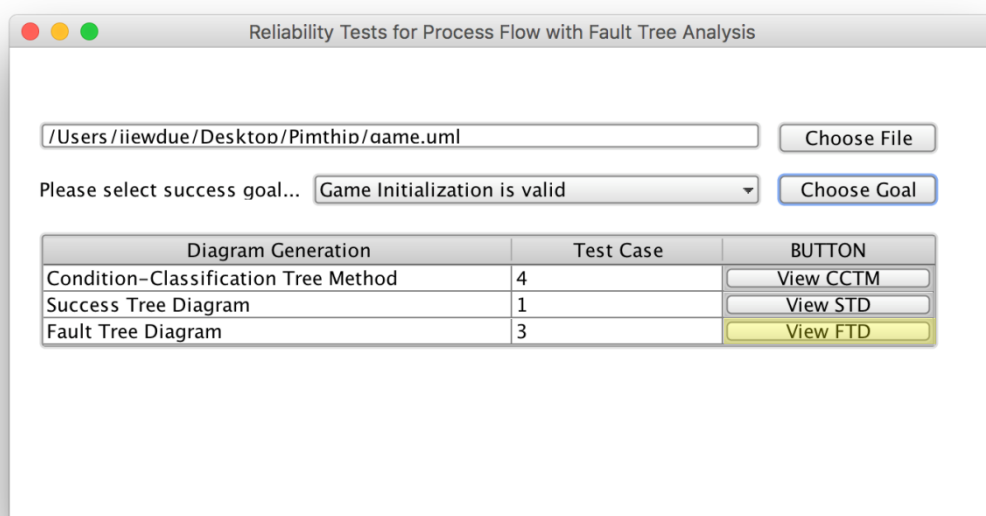 Reliability Tests for Process Flow with Fault Tree Analysis
/Users/jiewdue/Desktop/Pimthip/game.uml Choose File
Please select success goal... Game Initialization is valid Choose Goal
Diagram Generation Test Case BUTTON
Condition-Classification Tree Method 4 View CCTM
Success Tree Diagram 1 View STD
Fault Tree Diagram 3 View FTD